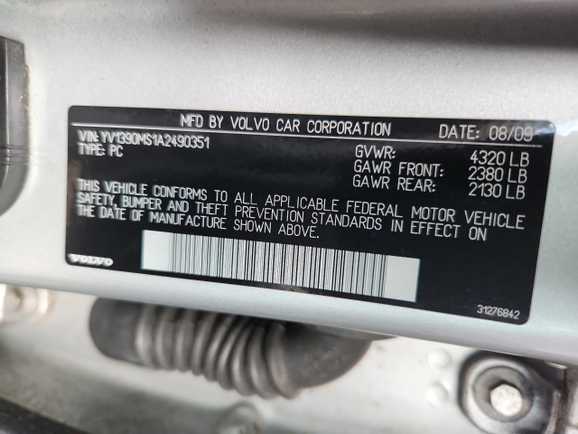 MFD BY VOLVO CAR CORPORATION DATE: 08/09
VIN: YV1390MS1A2490351
TYPE: PC
GVWR: 4320 LB
GAWR FRONT: 2380 LB
GAWR REAR: 2130 LB
THIS VEHICLE CONFORMS TO ALL APPLICABLE FEDERAL MOTOR VEHICLE
SAFETY, BUMPER AND THEFT PREVENTION STANDARDS IN EFFECT ON
THE DATE OF MANUFACTURE SHOWN ABOVE.
VOLVO
31276842